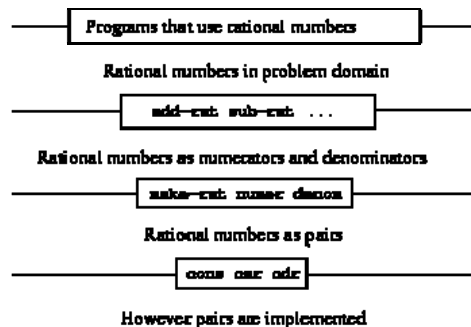 Programs that use rational numbers
Rational numbers in problem domain
add-rat sub-rat ...
Rational numbers as numerators and denominators
make-rat numer denom
Rational numbers as pairs
cons car cdr
However pairs are implemented